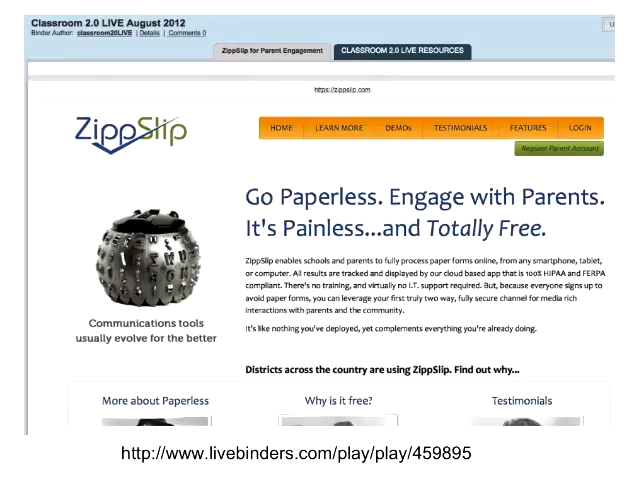 Classroom 2.0 LIVE August 2012
Binder Author: classroom20LIVE | Details | Comments 0
ZippSlip for Parent Engagement
CLASSROOM 2.0 LIVE RESOURCES
https://zippslip.com
ZippSlip
HOME LEARN MORE DEMOs TESTIMONIALS FEATURES LOGIN
Request Parent Account
Go Paperless. Engage with Parents.
It's Painless...and Totally Free.
ZippSlip enables schools and parents to fully process paper forms online, from any smartphone, tablet,
or computer. All results are tracked and displayed by our cloud based app that is 100% HIPAA and FERPA
compliant. There's no training, and virtually no I.T. support required. But, because everyone signs up to
avoid paper forms, you can leverage your first truly two way, fully secure channel for media rich
interactions with parents and the community.
It's like nothing you've deployed, yet complements everything you're already doing.
Communications tools
usually evolve for the better
Districts across the country are using ZippSlip. Find out why...
More about Paperless
Why is it free?
Testimonials
http://www.livebinders.com/play/play/459895